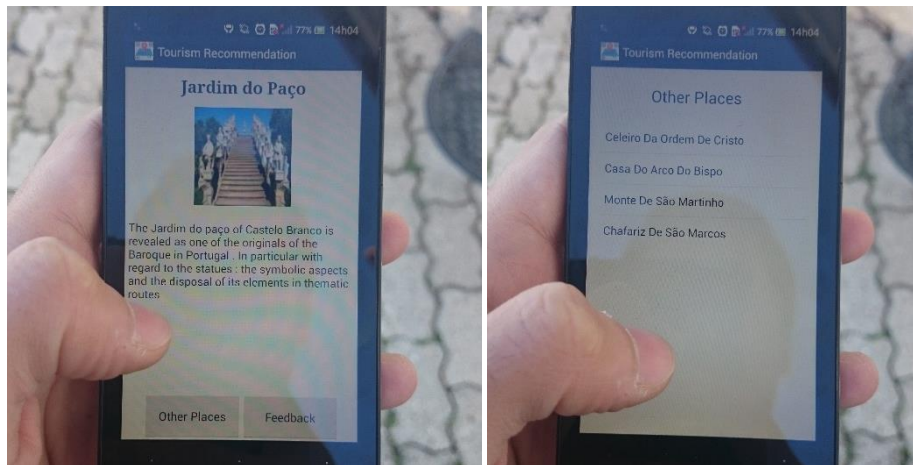 77% 14h04
Tourism Recommendation
Jardim do Paço
The Jardim do paço of Castelo Branco is
revealed as one of the originals of the
Baroque in Portugal . In particular with
regard to the statues : the symbolic aspects
and the disposal of its elements in thematic
routes
Other Places
Feedback
77% 14h04
Tourism Recommendation
Other Places
Celeiro Da Ordem De Cristo
Casa Do Arco Do Bispo
Monte De São Martinho
Chafariz De São Marcos